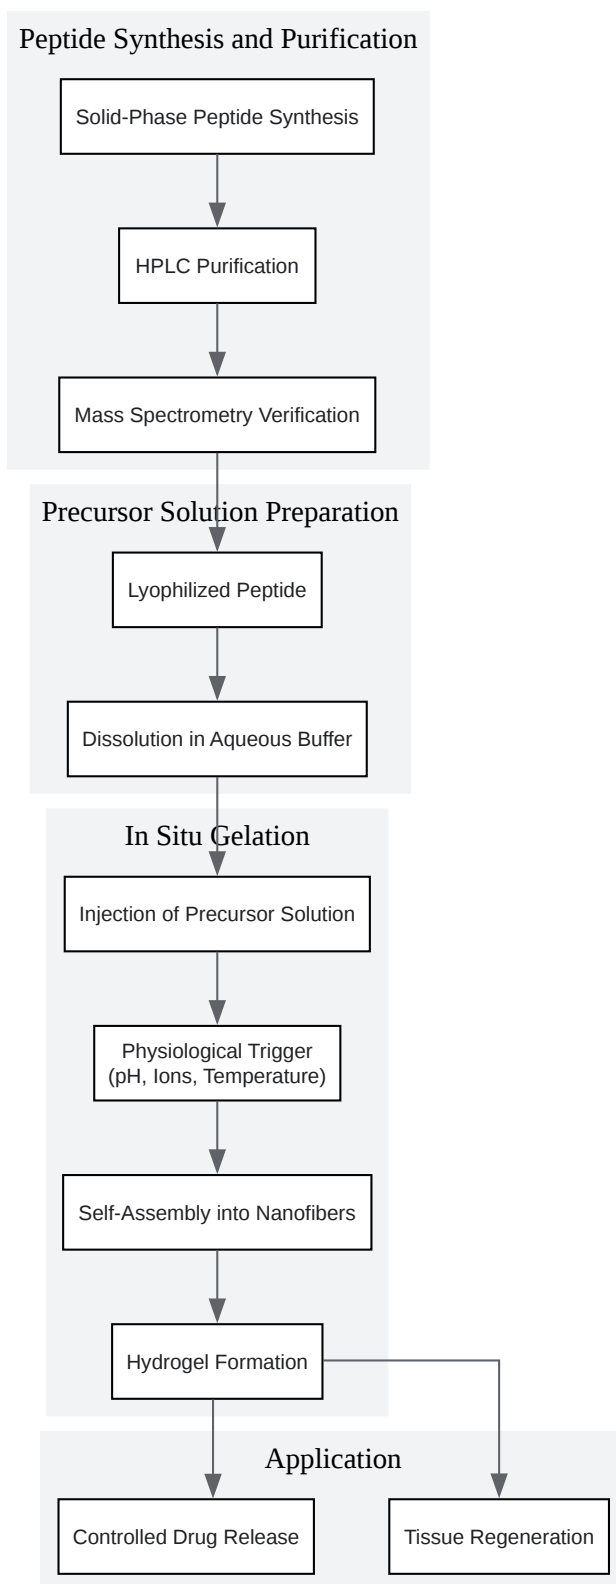 Peptide Synthesis and Purification
Solid-Phase Peptide Synthesis
HPLC Purification
Mass Spectrometry Verification
Precursor Solution Preparation
Lyophilized Peptide
Dissolution in Aqueous Buffer
In Situ Gelation
Injection of Precursor Solution
Physiological Trigger
(pH, Ions, Temperature)
Self-Assembly into Nanofibers
Hydrogel Formation
Application
Controlled Drug Release
Tissue Regeneration